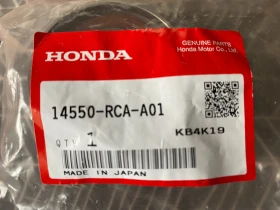 GENUINE PARTS
Honda Motor Co., Ltd.
HONDA
14550-RCA-A01
QTY 1
KB4K19
MADE IN JAPAN